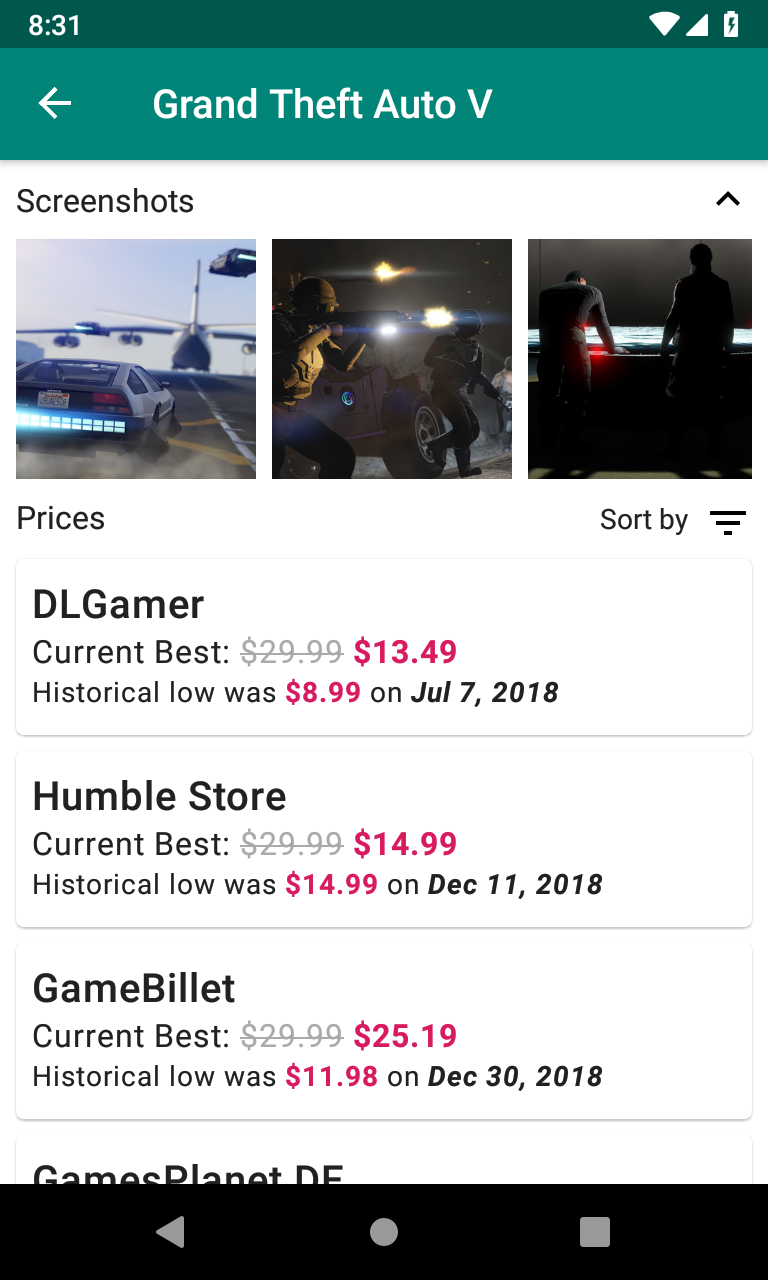 8:31
Grand Theft Auto V
Screenshots
Prices
Sort by
DLGamer
Current Best: $29.99 $13.49
Historical low was $8.99 on Jul 7, 2018
Humble Store
Current Best: $29.99 $14.99
Historical low was $14.99 on Dec 11, 2018
GameBillet
Current Best: $29.99 $25.19
Historical low was $11.98 on Dec 30, 2018
GamesPlanet DE